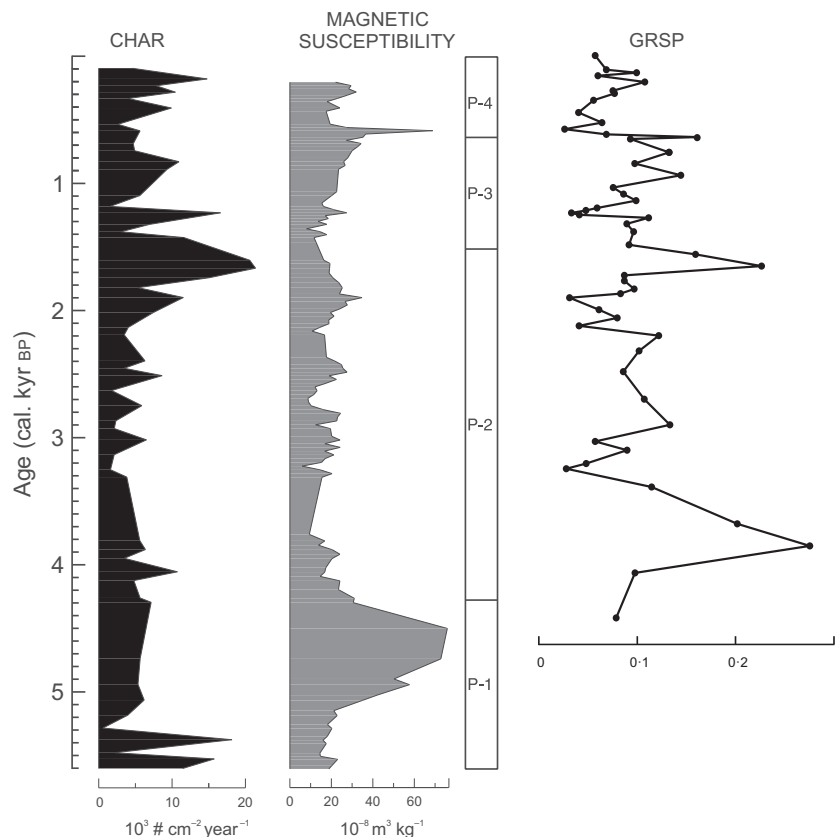 CHAR
MAGNETIC
SUSCEPTIBILITY
GRSP
P-4
P-3
P-2
P-1
Age (cal. kyr BP)
1
2
3
4
5
0 10 20
10³ # cm⁻² year⁻¹
0 20 40 60
10⁻⁸ m³ kg⁻¹
0 0·1 0·2